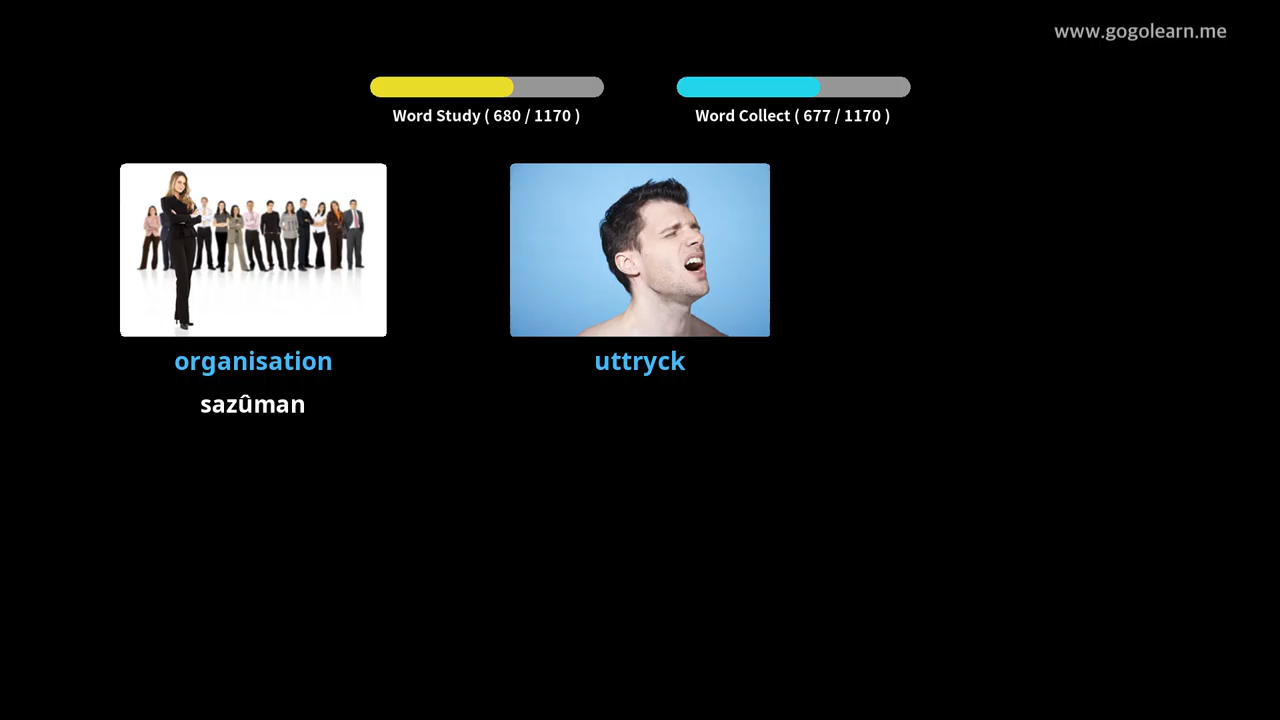 www.gogolearn.me
Word Study ( 680 / 1170 )
Word Collect ( 677 / 1170 )
organisation
uttryck
sazûman